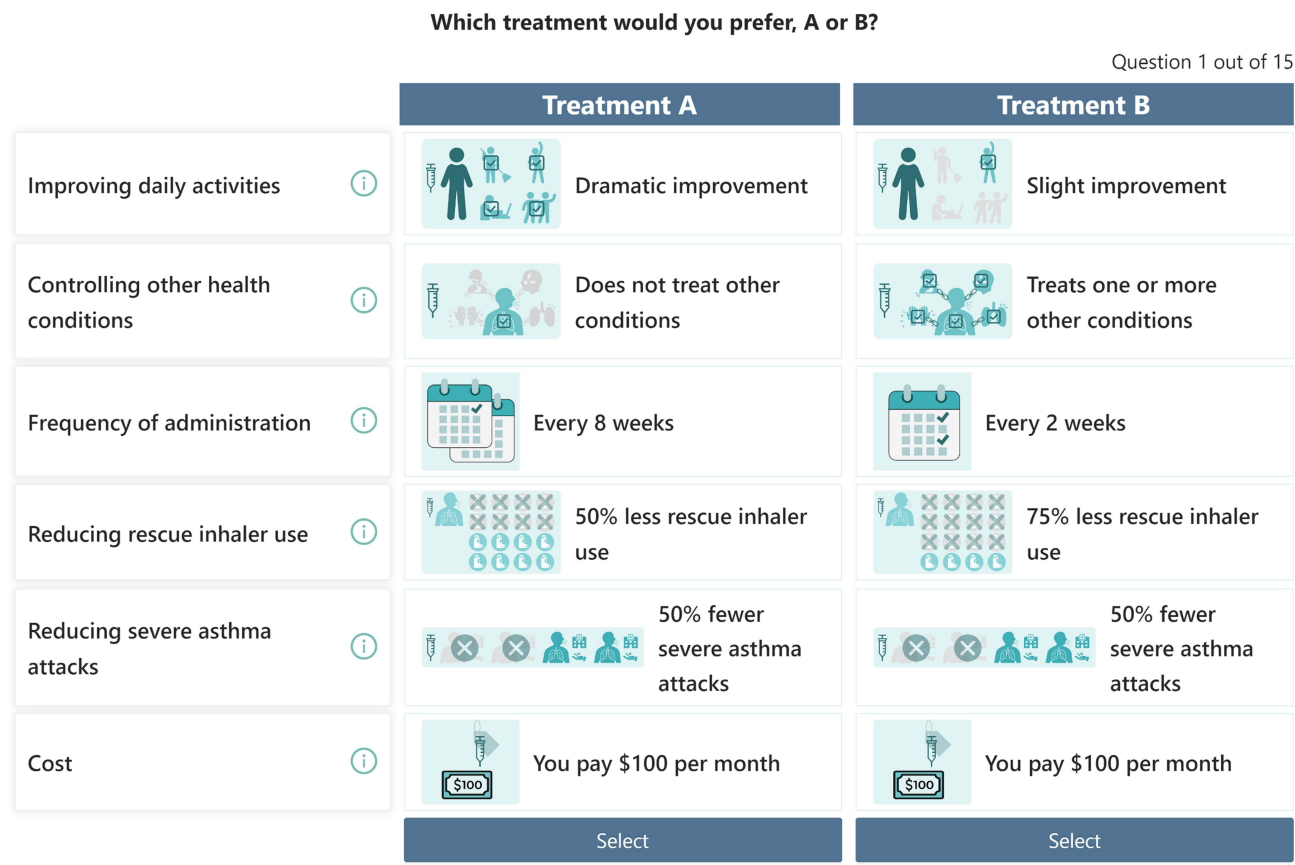 Which treatment would you prefer, A or B?
Question 1 out of 15
Treatment A
Treatment B
Improving daily activities
Dramatic improvement
Slight improvement
Controlling other health
conditions
Does not treat other
conditions
Treats one or more
other conditions
Frequency of administration
Every 8 weeks
Every 2 weeks
Reducing rescue inhaler use
50% less rescue inhaler
use
75% less rescue inhaler
use
Reducing severe asthma
attacks
50% fewer
severe asthma
attacks
50% fewer
severe asthma
attacks
Cost
$100
You pay $100 per month
$100
You pay $100 per month
Select
Select